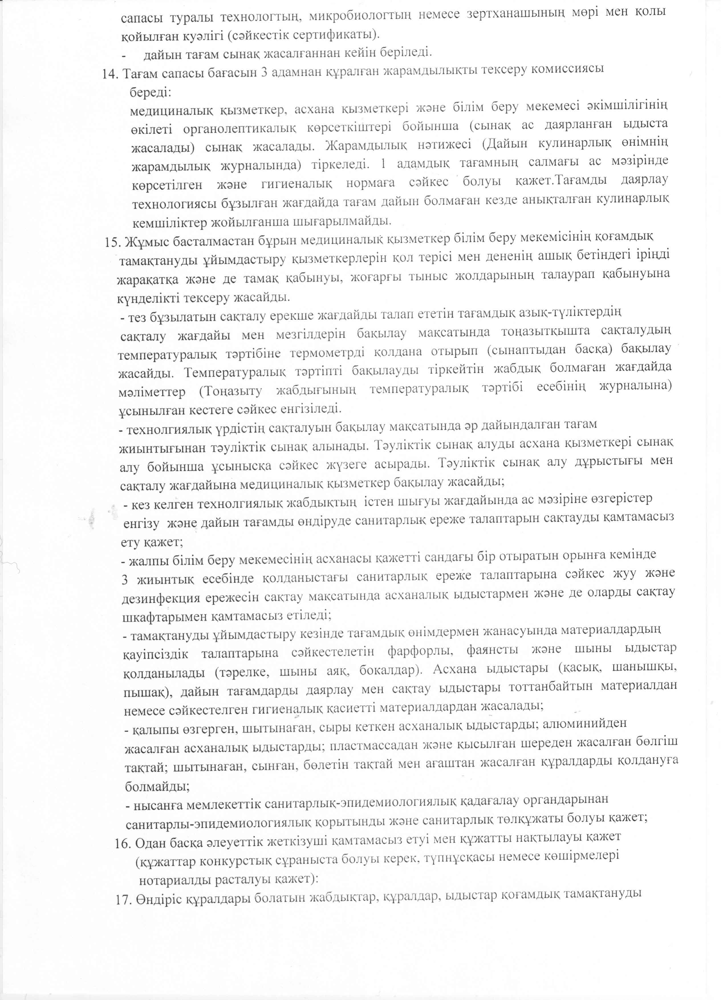 сапасы туралы технологтың, микробиологтың немесе зертханашының мөрі мен қолы
қойылған куәлігі (сәйкестік сертификаты).
- дайын тағам сынақ жасалғаннан кейін беріледі.
14. Тағам сапасы бағасын 3 адамнан құралған жарамдылықты тексеру комиссиясы
береді:
медициналық қызметкер, асхана қызметкері және білім беру мекемесі әкімшілігінің
өкілеті органолептикалық көрсеткіштері бойынша (сынақ ас даярланған ыдыста
жасалады) сынақ жасалады. Жарамдылық нәтижесі (Дайын кулинарлық өнімнің
жарамдылық журналында) тіркеледі. 1 адамдық тағамның салмағы ас мәзірінде
көрсетілген және гигиеналық нормаға сәйкес болуы қажет.Тағамды даярлау
технологиясы бұзылған жағдайда тағам дайын болмаған кезде анықталған кулинарлық
кемшіліктер жойылғанша шығарылмайды.
15. Жұмыс басталмастан бұрын медициналық қызметкер білім беру мекемісінің қоғамдық
тамақтануды ұйымдастыру қызметкерлерін қол терісі мен дененің ашық бетіндегі іріңді
жарақатқа және де тамақ қабынуы, жоғарғы тыныс жолдарының талаурап қабынуына
күнделікті тексеру жасайды.
- тез бұзылатын сақталу ерекше жағдайды талап ететін тағамдық азық-түліктердің
сақталу жағдайы мен мезгілдерін бақылау мақсатында тоңазытқышта сақталудың
температуралық тәртібіне термометрді қолдана отырып (сынаптыдан басқа) бақылау
жасайды. Температуралық тәртіпті бақылауды тіркейтін жабдық болмаған жағдайда
мәліметтер (Тоңазыту жабдығының температуралық тәртібі есебінің журналына)
ұсынылған кестеге сәйкес енгізіледі.
- технолгиялық үрдістің сақталуын бақылау мақсатында әр дайындалған тағам
жиынтығынан тәуліктік сынақ алынады. Тәуліктік сынақ алуды асхана қызметкері сынақ
алу бойынша ұсынысқа сәйкес жүзеге асырады. Тәуліктік сынақ алу дұрыстығы мен
сақталу жағдайына медициналық қызметкер бақылау жасайды;
- кез келген технолгиялық жабдықтың істен шығуы жағдайында ас мәзіріне өзгерістер
енгізу және дайын тағамды өндіруде санитарлық ереже талаптарын сақтауды қамтамасыз
ету қажет;
- жалпы білім беру мекемесінің асханасы қажетті сандағы бір отыратын орынға кемінде
3 жиынтық есебінде қолданыстағы санитарлық ереже талаптарына сәйкес жуу және
дезинфекция ережесін сақтау мақсатында асханалық ыдыстармен және де оларды сақтау
шкафтарымен қамтамасыз етіледі;
- тамақтануды ұйымдастыру кезінде тағамдық өнімдермен жанасуында материалдардың
қауіпсіздік талаптарына сәйкестелетін фарфорлы, фаянсты және шыны ыдыстар
қолданылады (тәрелке, шыны аяқ, бокалдар). Асхана ыдыстары (қасық, шанышқы,
пышақ), дайын тағамдарды даярлау мен сақтау ыдыстары тоттанбайтын материалдан
немесе сәйкестелген гигиеналық қасиетті материалдардан жасалады;
- қалыпы өзгерген, шытынаған, сыры кеткен асханалық ыдыстарды; алюминийден
жасалған асханалық ыдыстарды; пластмассадан және қысылған шереден жасалған бөлгіш
тақтай; шытынаған, сынған, бөлетін тақтай мен ағаштан жасалған құралдарды қолдануға
болмайды;
- нысанға мемлекеттік санитарлық-эпидемиологиялық қадағалау органдарынан
санитарлы-эпидемиологиялық қорытынды және санитарлық төлқұжаты болуы қажет;
16. Одан басқа әлеуеттік жеткізуші қамтамасыз етуі мен құжатты нақтылауы қажет
(құжаттар конкурстық сұраныста болуы керек, түпнұсқасы немесе көшірмелері
нотариалды расталуы қажет):
17. Өндіріс құралдары болатын жабдықтар, құралдар, ыдыстар қоғамдық тамақтануды